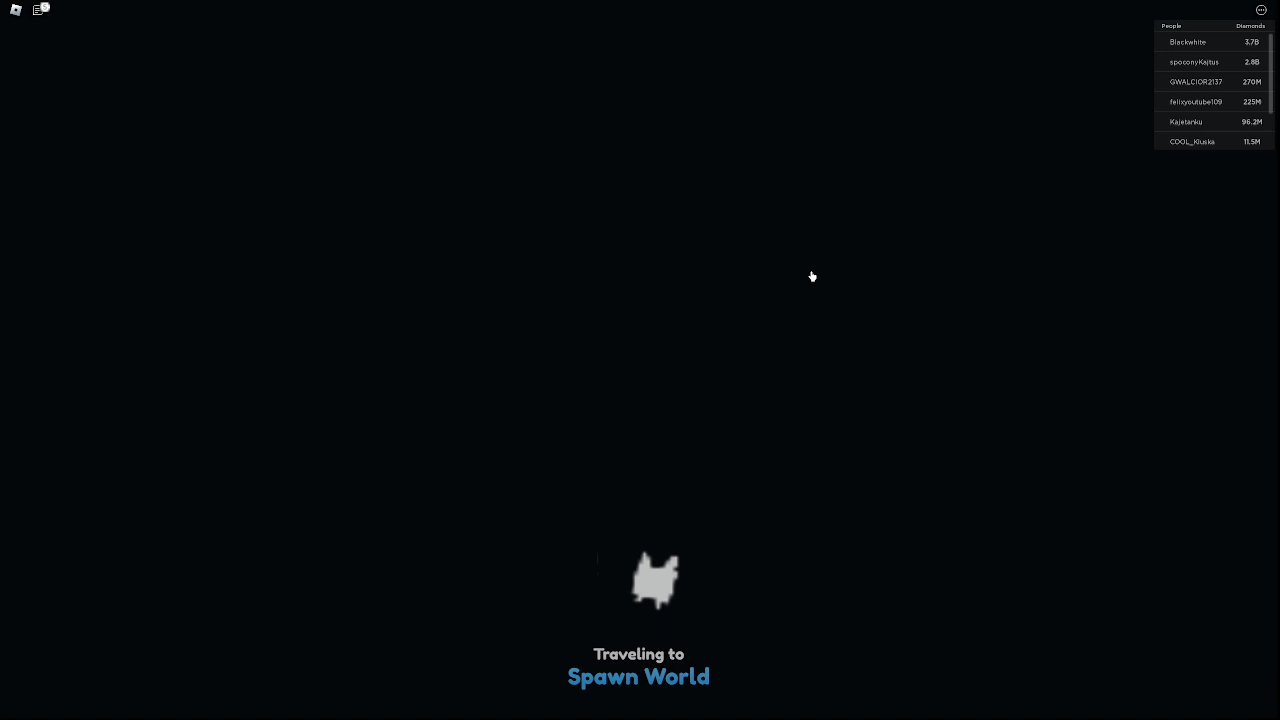 5
People Diamonds
Blackwhite 3.7B
spoconyKajtus 2.8B
GWALCIOR2137 270M
felixyoutube109 225M
Kajetanku 96.2M
COOL_Kluska 11.5M
Traveling to
Spawn World